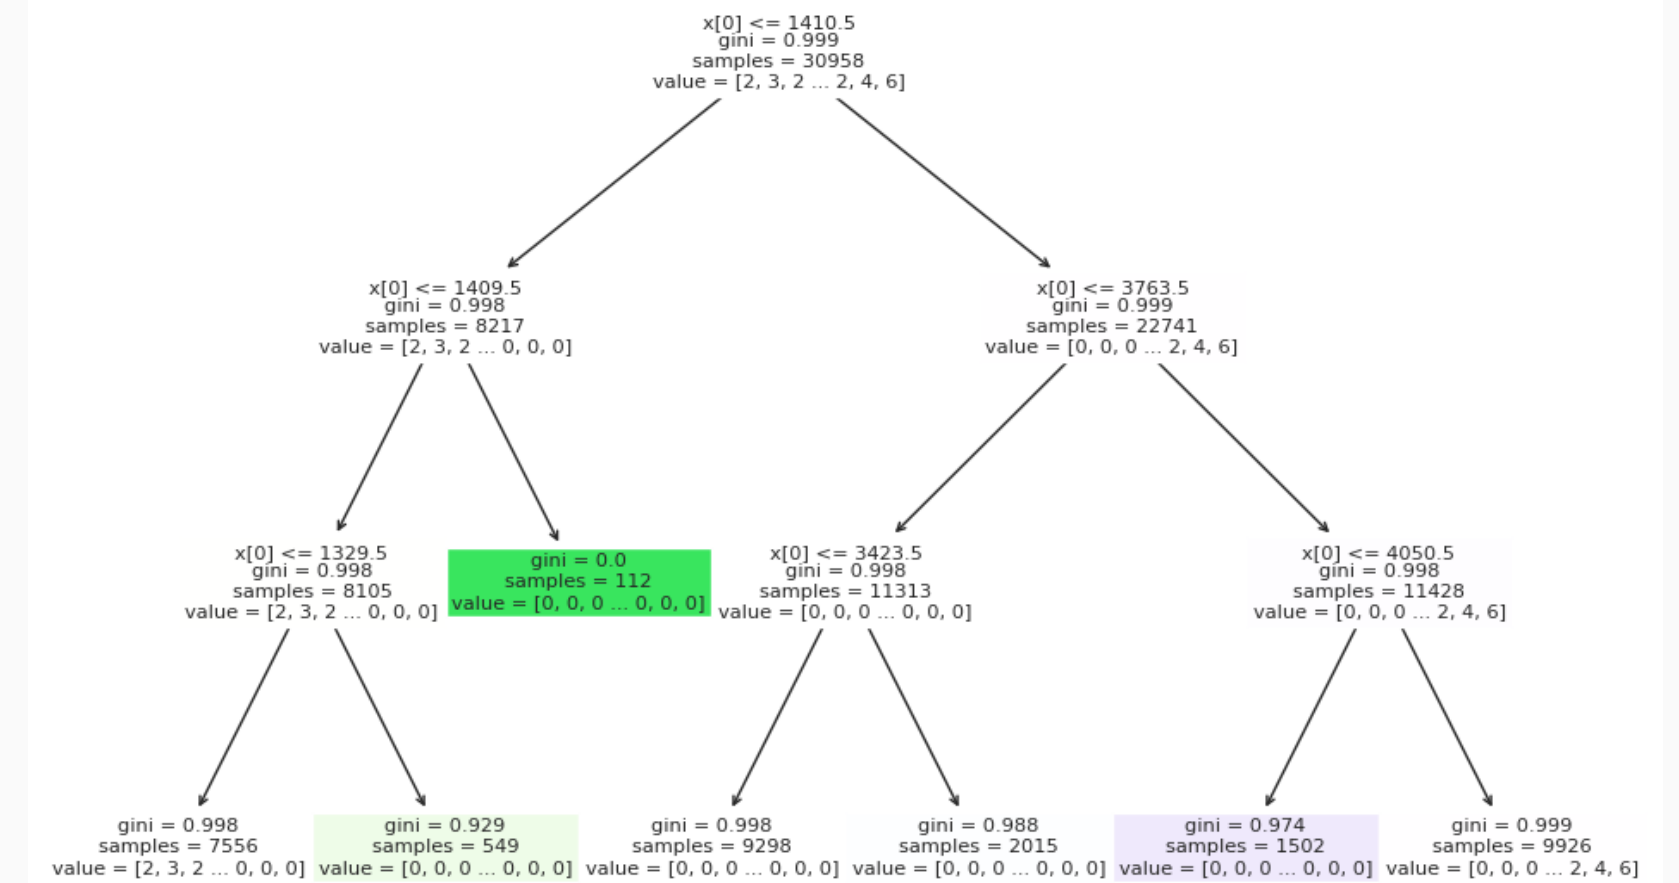 x[0] <= 1410.5
gini = 0.999
samples = 30958
value = [2, 3, 2 ... 2, 4, 6]
x[0] <= 1409.5
gini = 0.998
samples = 8217
value = [2, 3, 2 ... 0, 0, 0]
x[0] <= 3763.5
gini = 0.999
samples = 22741
value = [0, 0, 0 ... 2, 4, 6]
x[0] <= 1329.5
gini = 0.998
samples = 8105
value = [2, 3, 2 ... 0, 0, 0]
gini = 0.0
samples = 112
value = [0, 0, 0 ... 0, 0, 0]
x[0] <= 3423.5
gini = 0.998
samples = 11313
value = [0, 0, 0 ... 0, 0, 0]
x[0] <= 4050.5
gini = 0.998
samples = 11428
value = [0, 0, 0 ... 2, 4, 6]
gini = 0.998
samples = 7556
value = [2, 3, 2 ... 0, 0, 0]
gini = 0.929
samples = 549
value = [0, 0, 0 ... 0, 0, 0]
gini = 0.998
samples = 9298
value = [0, 0, 0 ... 0, 0, 0]
gini = 0.988
samples = 2015
value = [0, 0, 0 ... 0, 0, 0]
gini = 0.974
samples = 1502
value = [0, 0, 0 ... 0, 0, 0]
gini = 0.999
samples = 9926
value = [0, 0, 0 ... 2, 4, 6]